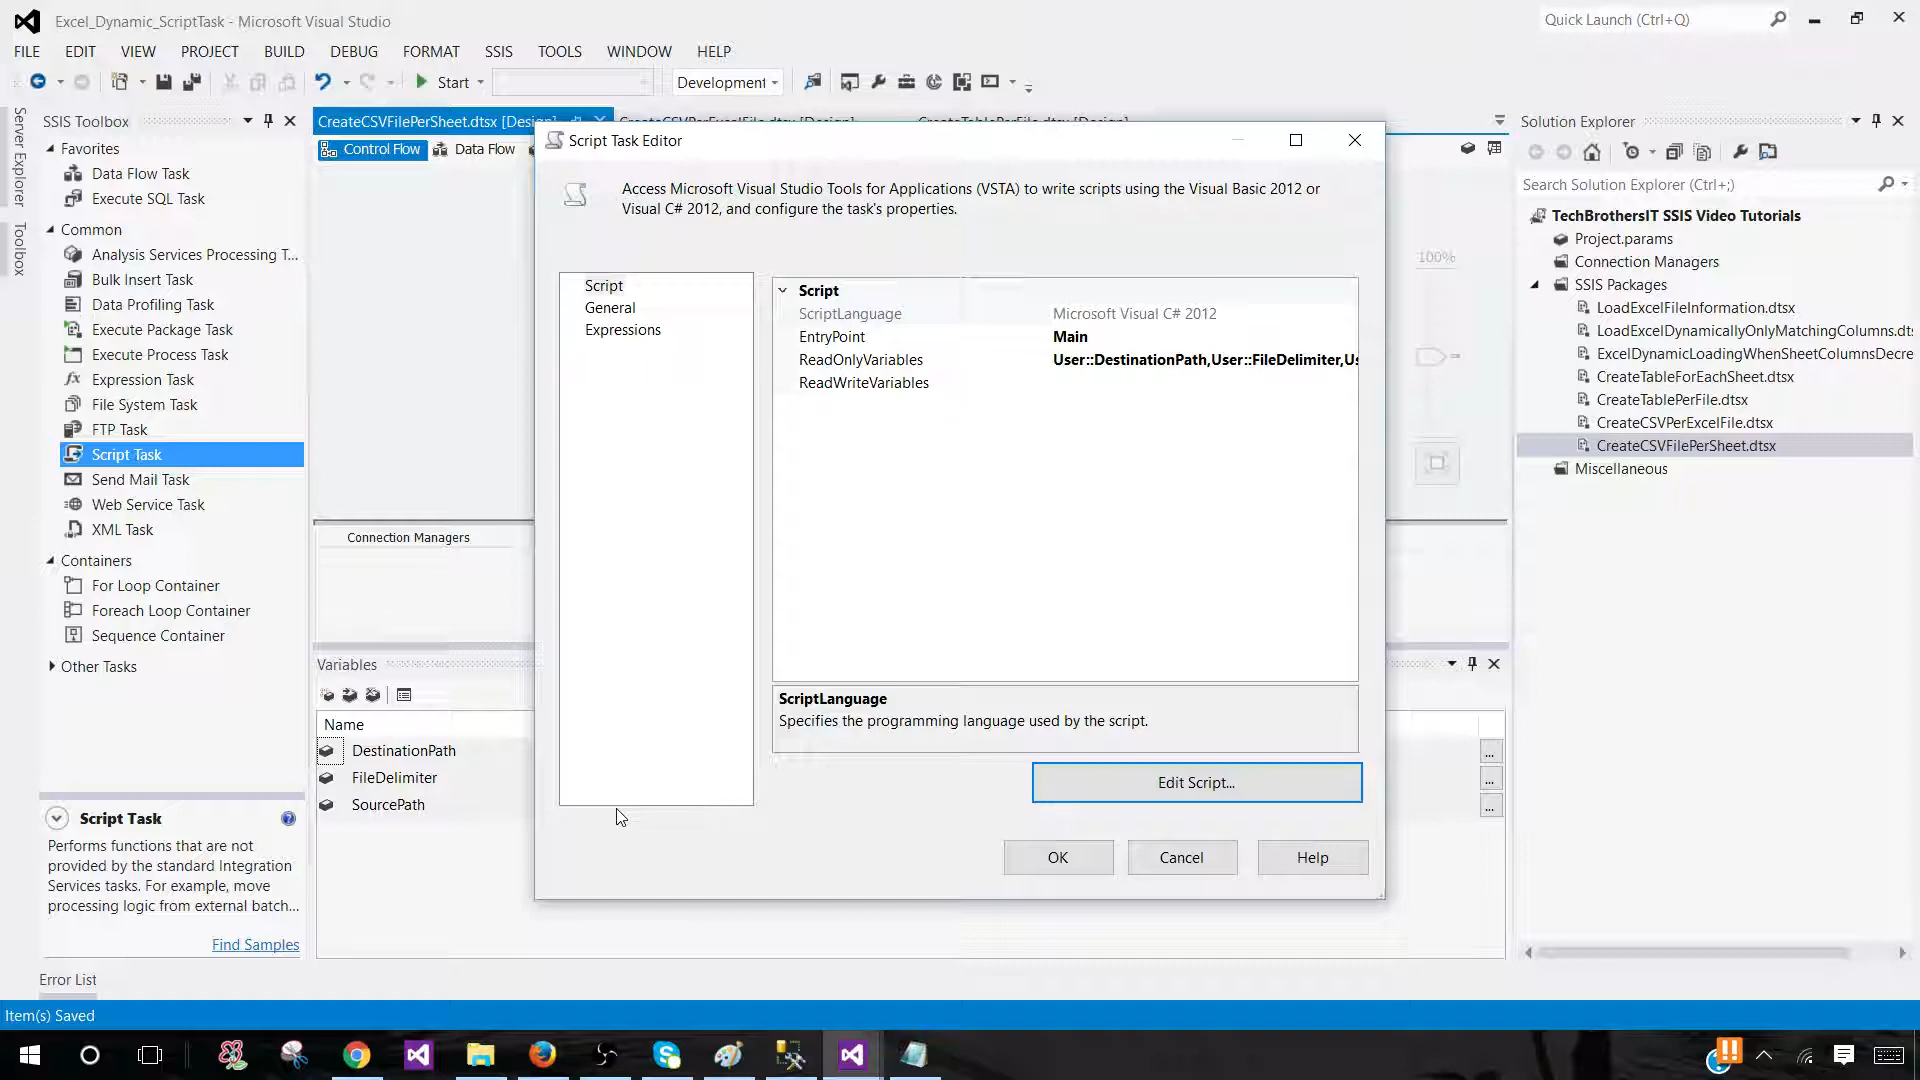 Excel_Dynamic_ScriptTask - Microsoft Visual Studio
Quick Launch (Ctrl+Q)
FILE EDIT VIEW PROJECT BUILD DEBUG FORMAT SSIS TOOLS WINDOW HELP
Start
Development
Server Explorer
Toolbox
SSIS Toolbox
Favorites
Data Flow Task
Execute SQL Task
Common
Analysis Services Processing T...
Bulk Insert Task
Data Profiling Task
Execute Package Task
Execute Process Task
Expression Task
File System Task
FTP Task
Script Task
Send Mail Task
Web Service Task
XML Task
Containers
For Loop Container
Foreach Loop Container
Sequence Container
Other Tasks
Script Task
Performs functions that are not
provided by the standard Integration
Services tasks. For example, move
processing logic from external batch...
Find Samples
Error List
Item(s) Saved
CreateCSVFilePerSheet.dtsx [Design]
CreateCSVPerExcelFile.dtsx [Design]
CreateTablePerFile.dtsx [Design]
Control Flow
Data Flow
100%
Connection Managers
Variables
Name
DestinationPath
FileDelimiter
SourcePath
...
...
...
Script Task Editor
Access Microsoft Visual Studio Tools for Applications (VSTA) to write scripts using the Visual Basic 2012 or
Visual C# 2012, and configure the task's properties.
Script
General
Expressions
Script
ScriptLanguage Microsoft Visual C# 2012
EntryPoint Main
ReadOnlyVariables User::DestinationPath,User::FileDelimiter,Us
ReadWriteVariables
ScriptLanguage
Specifies the programming language used by the script.
Edit Script...
OK Cancel Help
Solution Explorer
Search Solution Explorer (Ctrl+;)
TechBrothersIT SSIS Video Tutorials
Project.params
Connection Managers
SSIS Packages
LoadExcelFileInformation.dtsx
LoadExcelDynamicallyOnlyMatchingColumns.dts
ExcelDynamicLoadingWhenSheetColumnsDecre
CreateTableForEachSheet.dtsx
CreateTablePerFile.dtsx
CreateCSVPerExcelFile.dtsx
CreateCSVFilePerSheet.dtsx
Miscellaneous